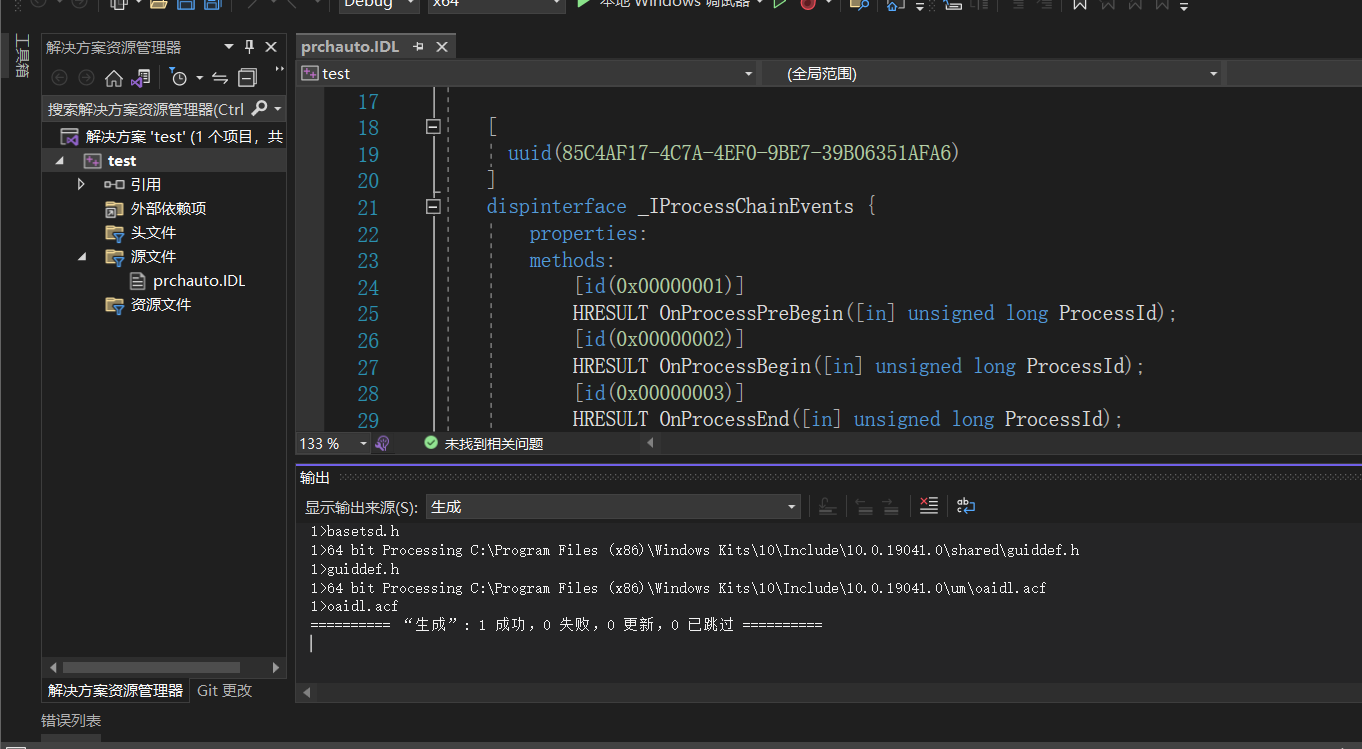 Debug
x64
本地 Windows 调试器
工具箱
解决方案资源管理器
搜索解决方案资源管理器(Ctrl
解决方案 'test' (1 个项目，共
test
引用
外部依赖项
头文件
源文件
prchauto.IDL
资源文件
解决方案资源管理器
Git 更改
错误列表
prchauto.IDL
test
(全局范围)
17
18 [
19 uuid(85C4AF17-4C7A-4EF0-9BE7-39B06351AFA6)
20 ]
21 dispinterface _IProcessChainEvents {
22 properties:
23 methods:
24 [id(0x00000001)]
25 HRESULT OnProcessPreBegin([in] unsigned long ProcessId);
26 [id(0x00000002)]
27 HRESULT OnProcessBegin([in] unsigned long ProcessId);
28 [id(0x00000003)]
29 HRESULT OnProcessEnd([in] unsigned long ProcessId);
133 %
未找到相关问题
输出
显示输出来源(S): 生成
1>basetsd.h
1>64 bit Processing C:\Program Files (x86)\Windows Kits\10\Include\10.0.19041.0\shared\guiddef.h
1>guiddef.h
1>64 bit Processing C:\Program Files (x86)\Windows Kits\10\Include\10.0.19041.0\um\oaidl.acf
1>oaidl.acf
========== “生成”: 1 成功，0 失败，0 更新，0 已跳过 ==========